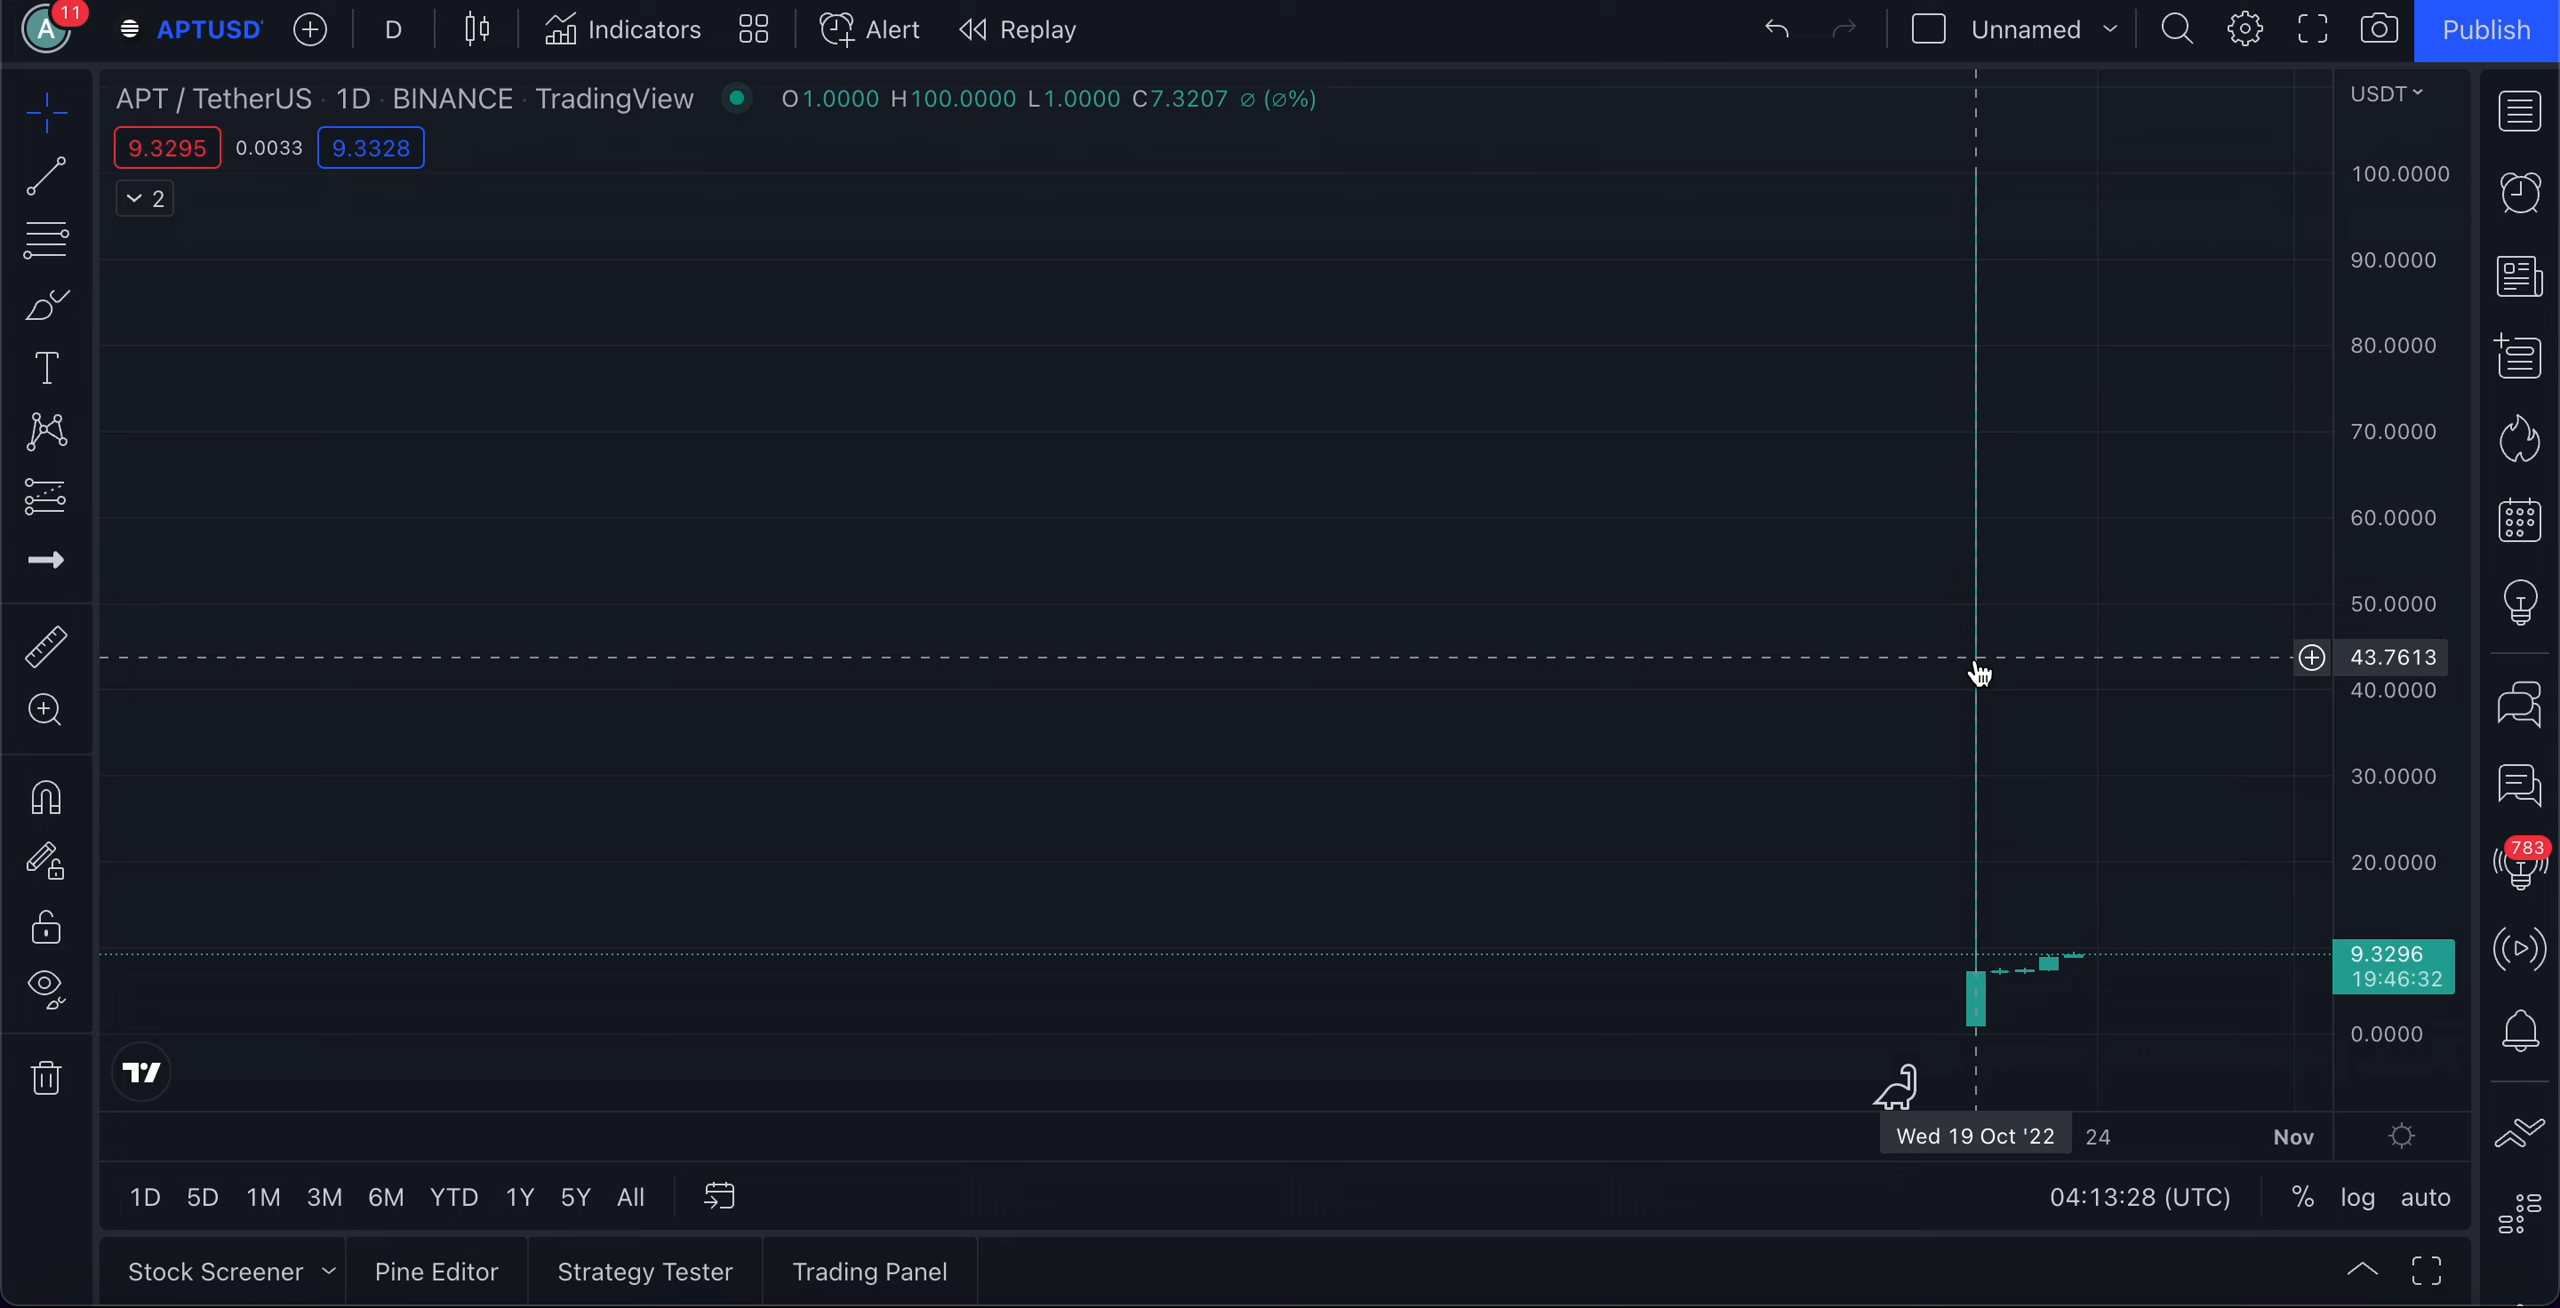 A 11 APTUSD D Indicators Alert Replay Unnamed Publish
APT / TetherUS · 1D · BINANCE · TradingView O1.0000 H100.0000 L1.0000 C7.3207 ∅ (∅%)
USDT
9.3295 0.0033 9.3328
2
100.0000
90.0000
80.0000
70.0000
60.0000
50.0000
43.7613
40.0000
30.0000
783
20.0000
9.3296
19:46:32
0.0000
Wed 19 Oct '22 24 Nov
1D 5D 1M 3M 6M YTD 1Y 5Y All 04:13:28 (UTC) % log auto
Stock Screener Pine Editor Strategy Tester Trading Panel